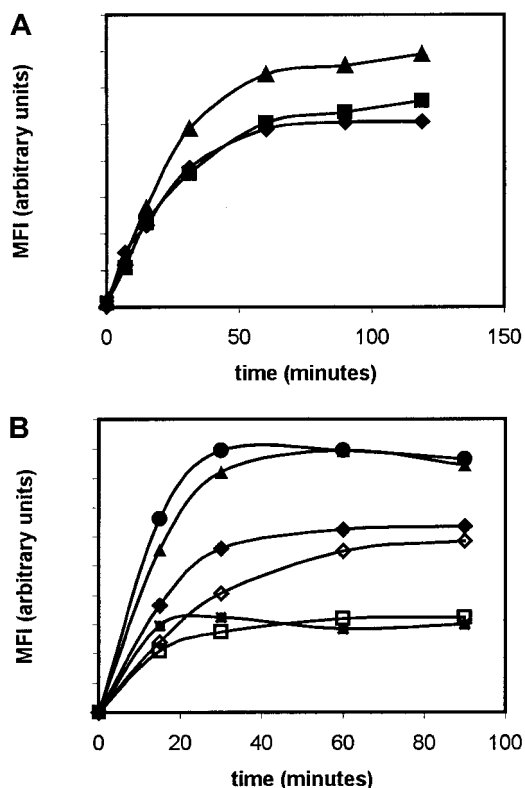 A
MFI (arbitrary units)
0 50 100 150
time (minutes)
B
MFI (arbitrary units)
0 20 40 60 80 100
time (minutes)